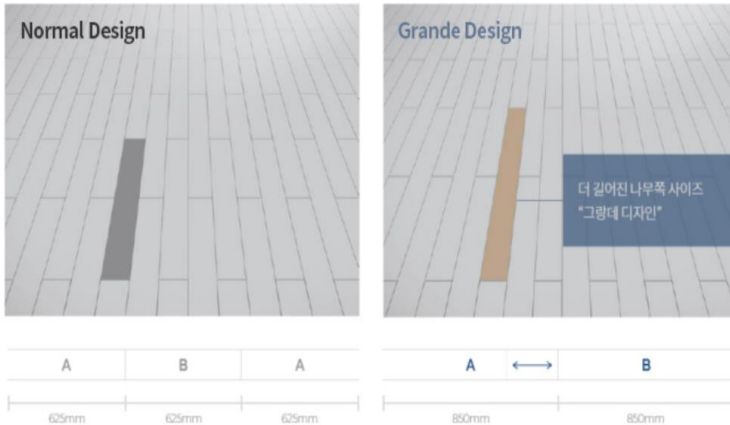 Normal Design
Grande Design
더 길어진 나무쪽 사이즈
"그랑데 디자인"
A B A
625mm 625mm 625mm
A B
850mm 850mm